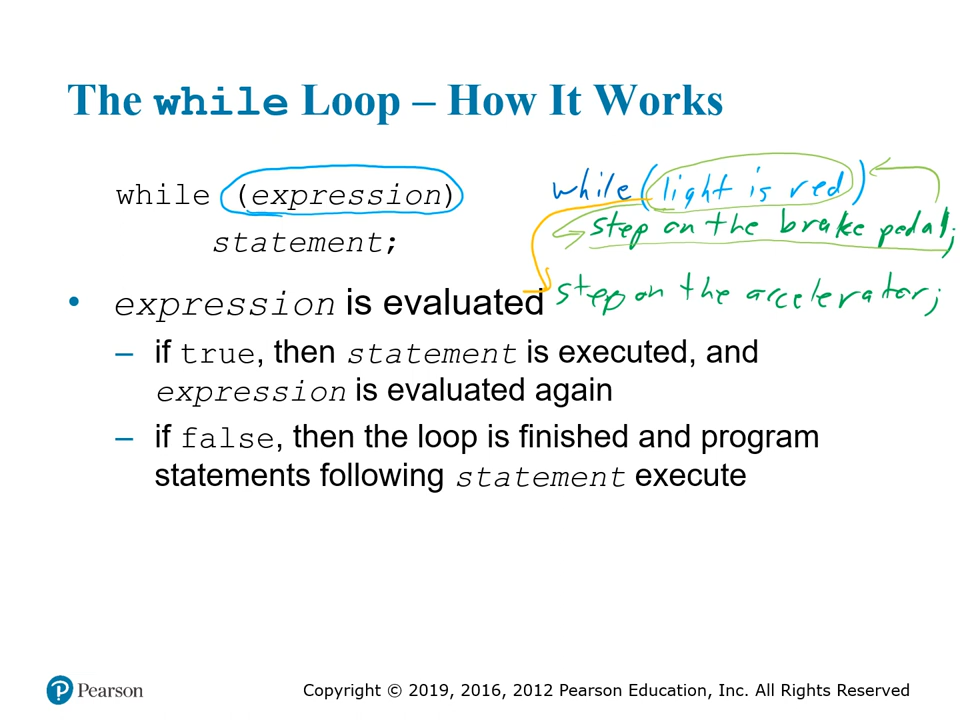 The while Loop – How It Works
while (expression)
statement;
while (light is red)
step on the brake pedal;
step on the accelerator;
• expression is evaluated
– if true, then statement is executed, and
expression is evaluated again
– if false, then the loop is finished and program
statements following statement execute
P Pearson
Copyright © 2019, 2016, 2012 Pearson Education, Inc. All Rights Reserved